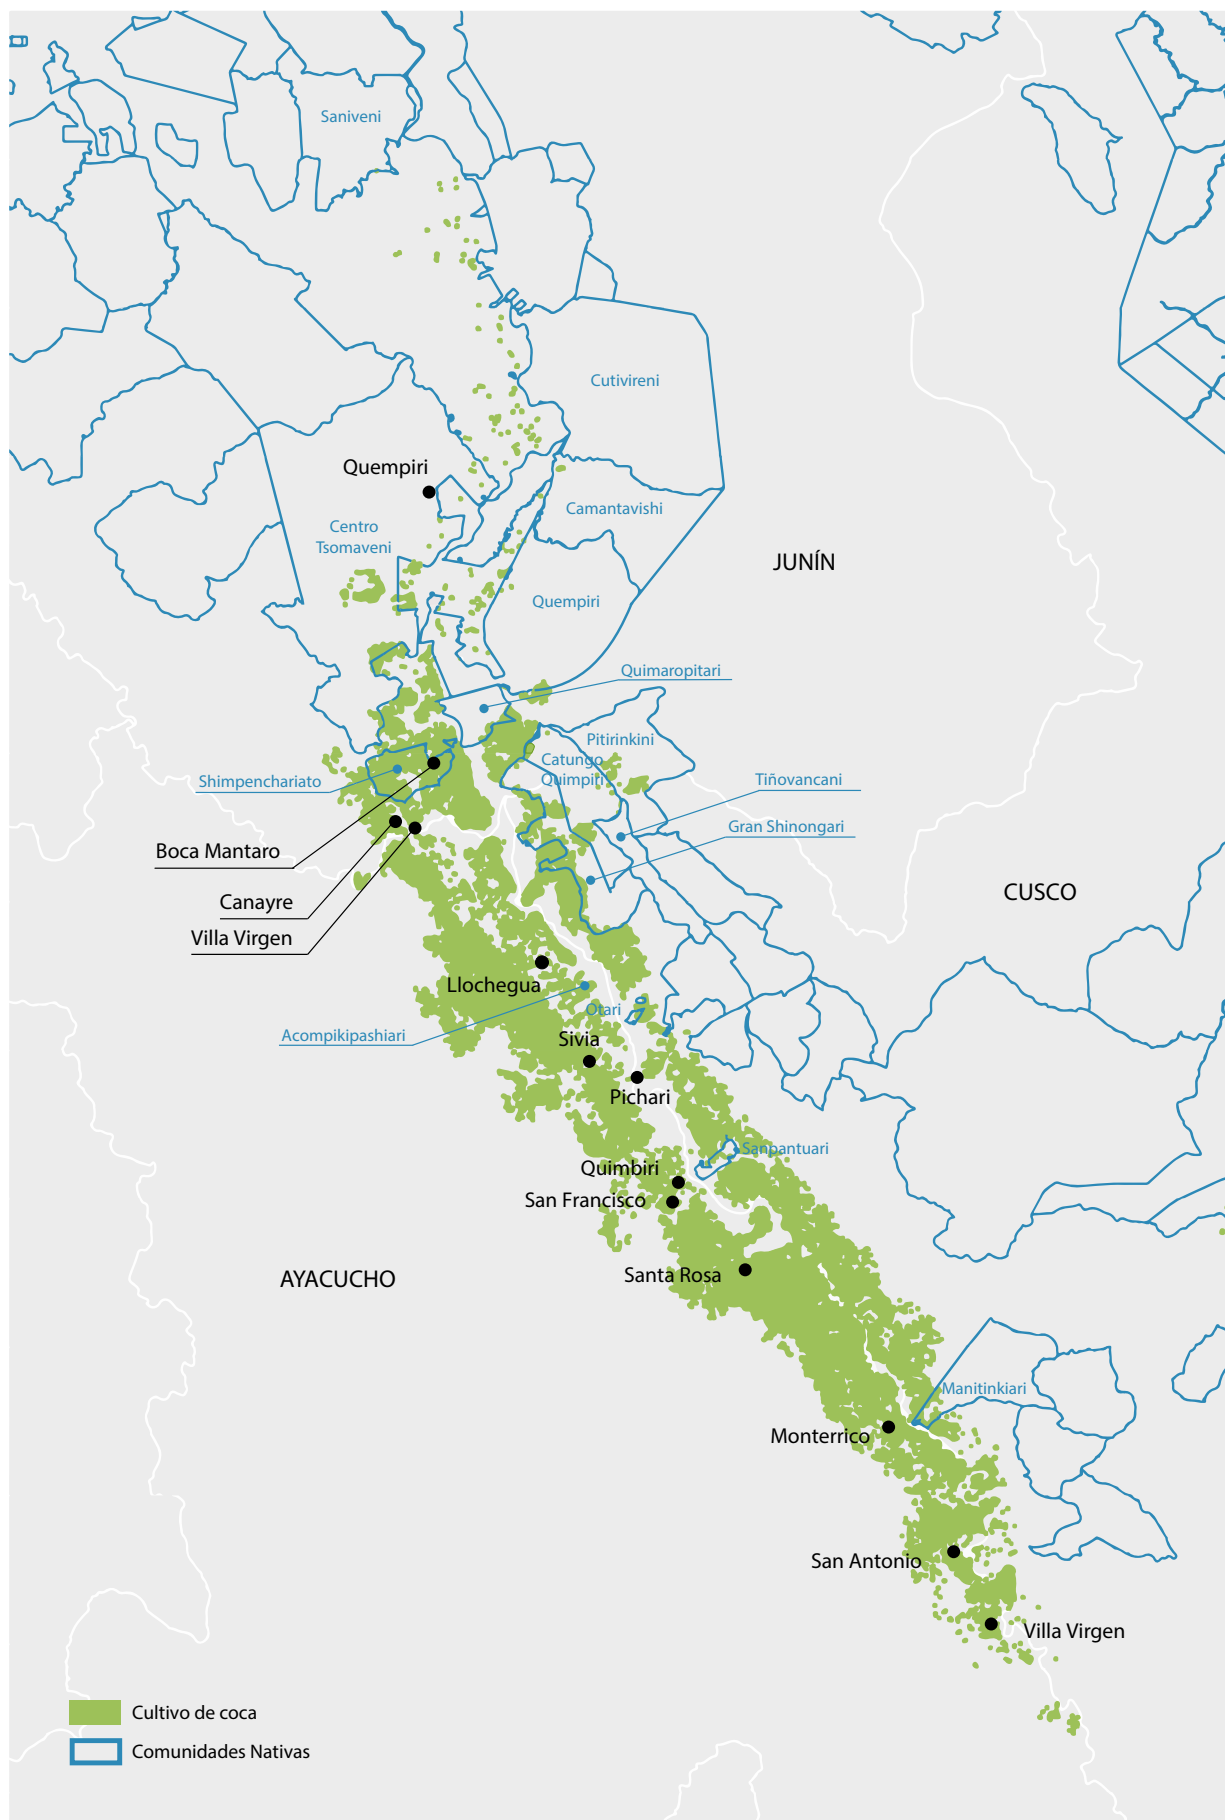 Saniveni
Cutivireni
Quempiri
Camantavishi
Centro
Tsomaveni
JUNÍN
Quempiri
Quimaropitari
Pitirinkini
Catungo
Quimpiri
Shimpenchariato
Tiñovancani
Gran Shinongari
Boca Mantaro
CUSCO
Canayre
Villa Virgen
Llochegua
Otari
Acompikipashiari
Sivia
Pichari
Sanpantuari
Quimbiri
San Francisco
Santa Rosa
AYACUCHO
Manitinkiari
Monterrico
San Antonio
Villa Virgen
Cultivo de coca
Comunidades Nativas